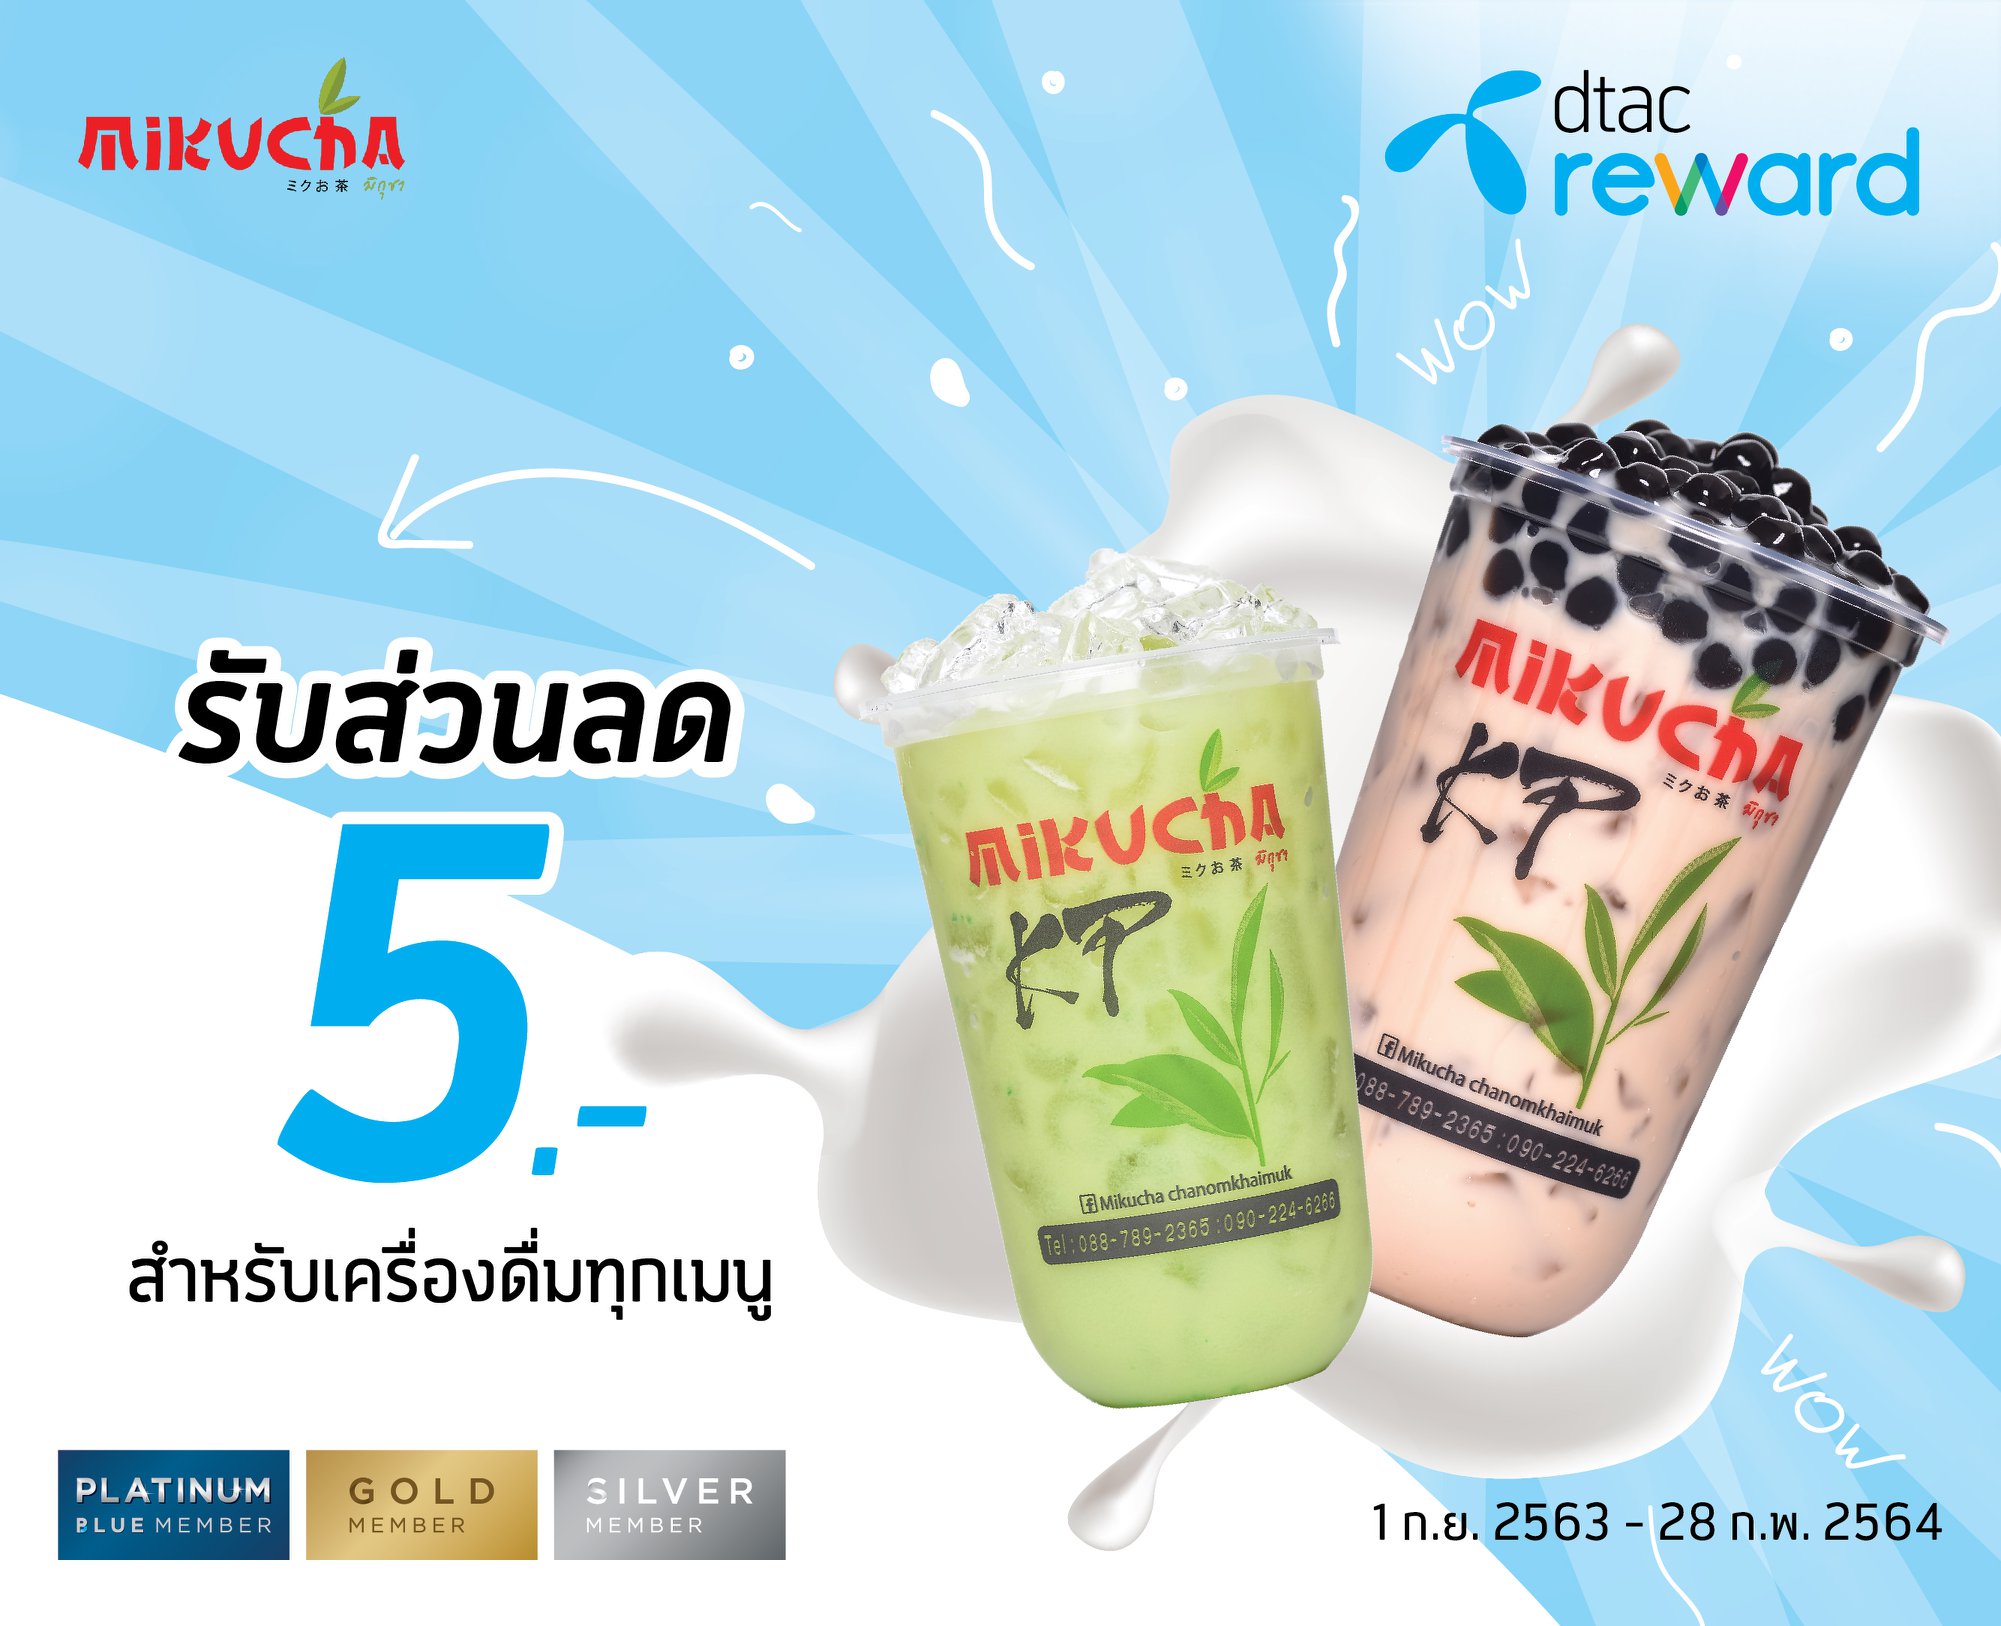 MIKUCHA
ミクお茶 มิกุชา
dtac
reward
WOW
รับส่วนลด
5.-
สำหรับเครื่องดื่มทุกเมนู
MIKUCHA
ミクお茶 มิกุชา
KP
Mikucha chanomkhaimuk
Tel : 088-789-2365 : 090-224-6266
MIKUCHA
ミクお茶 มิกุชา
KP
Mikucha chanomkhaimuk
088-789-2365 : 090-224-6266
WOW
PLATINUM
BLUE MEMBER
GOLD
MEMBER
SILVER
MEMBER
1 ก.ย. 2563 - 28 ก.พ. 2564